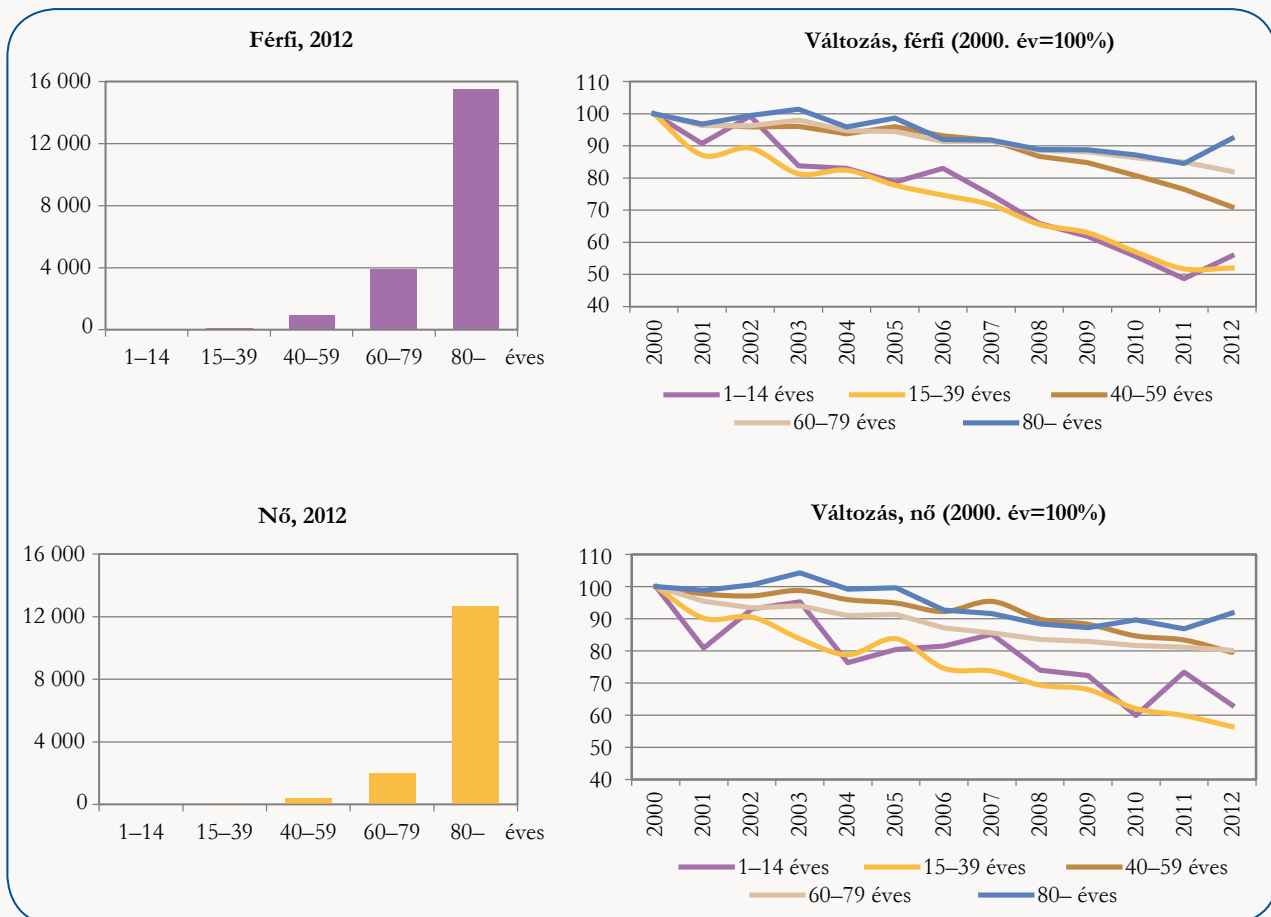 Férfi, 2012
16 000
12 000
8 000
4 000
0
1–14 15–39 40–59 60–79 80– éves
Változás, férfi (2000. év=100%)
110
100
90
80
70
60
50
40
2000 2001 2002 2003 2004 2005 2006 2007 2008 2009 2010 2011 2012
1–14 éves 15–39 éves 40–59 éves
60–79 éves 80– éves
Nő, 2012
16 000
12 000
8 000
4 000
0
1–14 15–39 40–59 60–79 80– éves
Változás, nő (2000. év=100%)
110
100
90
80
70
60
50
40
2000 2001 2002 2003 2004 2005 2006 2007 2008 2009 2010 2011 2012
1–14 éves 15–39 éves 40–59 éves
60–79 éves 80– éves